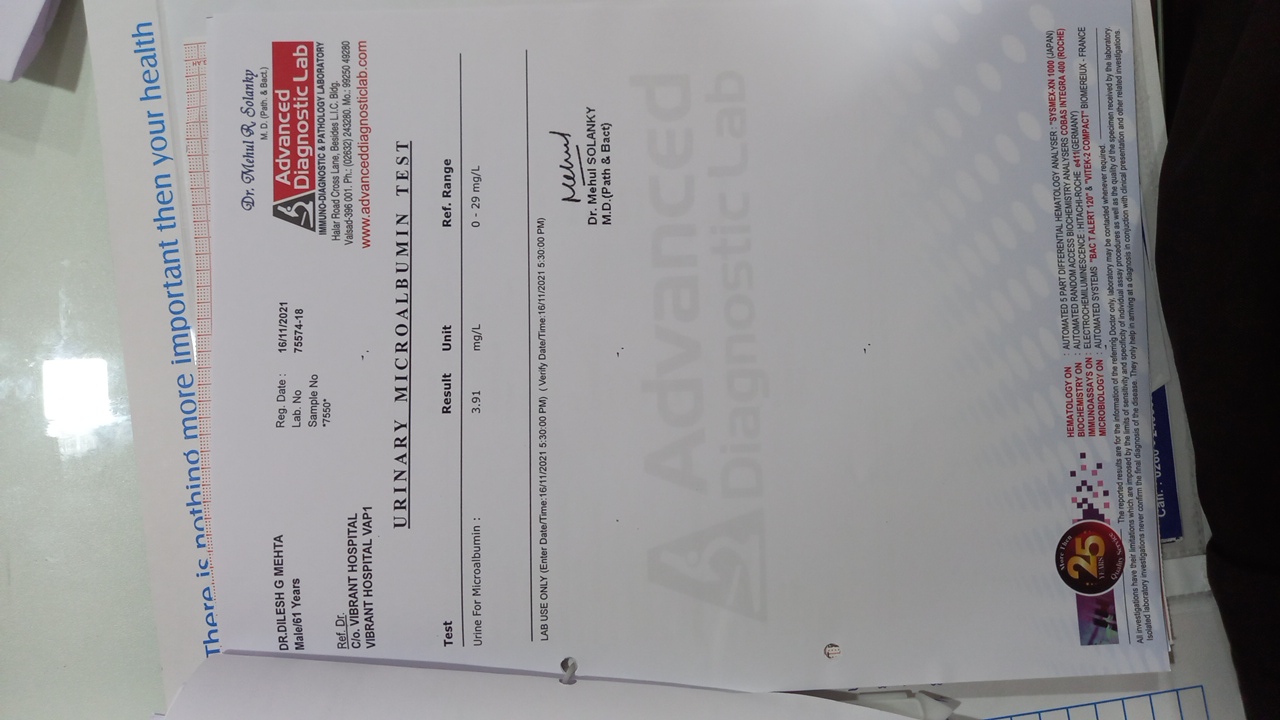 There is nothing more important then your health
Dr. Mehul R. Solanky
M. D. (Path. & Bact.)
Advanced
Diagnostic Lab
IMMUNO-DIAGNOSTIC & PATHOLOGY LABORATORY
Halar Road Cross Lane, Besides L.I.C. Bldg.
Valsad-396 001. Ph.: (02632) 243280. Mo.: 99250 49280
www.advanceddiagnosticlab.com
DR.DILESH G MEHTA
Male/61 Years
Reg. Date : 16/11/2021
Lab. No 75574-18
Sample No
*7550*
Ref. Dr.
C/o. VIBRANT HOSPITAL
VIBRANT HOSPITAL VAP1
URINARY MICROALBUMIN TEST
Test Result Unit Ref. Range
Urine For Microalbumin : 3.91 mg/L 0 - 29 mg/L
LAB USE ONLY (Enter Date/Time:16/11/2021 5:30:00 PM) ( Verify Date/Time:16/11/2021 5:30:00 PM)
Mehul
Dr. Mehul SOLANKY
M.D.(Path & Bact)
Advanced
Diagnostic Lab
More Then
25
YEARS
Quality Service
HEMATOLOGY ON : AUTOMATED 5 PART DIFFERENTIAL HEMATOLOGY ANALYSER : "SYSMEX-XN 1000 (JAPAN)
BIOCHEMISTRY ON : AUTOMATED RANDOM ACCESS BIOCHEMISTRY ANALYSERS COBAS INTEGRA 400 (ROCHE)
IMMUNOASSAYS ON : ELECTROCHEMILUMINESCENCE : HITACHI-ROCHE e411(GERMANY)
MICROBIOLOGY ON : AUTOMATED SYSTEMS "BAC T ALERT 120" & "VITEK-2 COMPACT" BIOMEREIUX - FRANCE
The reported results are for the information of the referring Doctor only, laboratory may be contacted whenever required.
All investigations have their limitations which are imposed by the limits of sensitivity and specificity of individual assay procedures as well as the quality of the specimen received by the laboratory.
Isolated laboratory investigations never confirm the final diagnosis of the disease. They only help in arriving at a diagnosis in conjuction with clinical presentation and other related investigations.
Call. : 0260 -